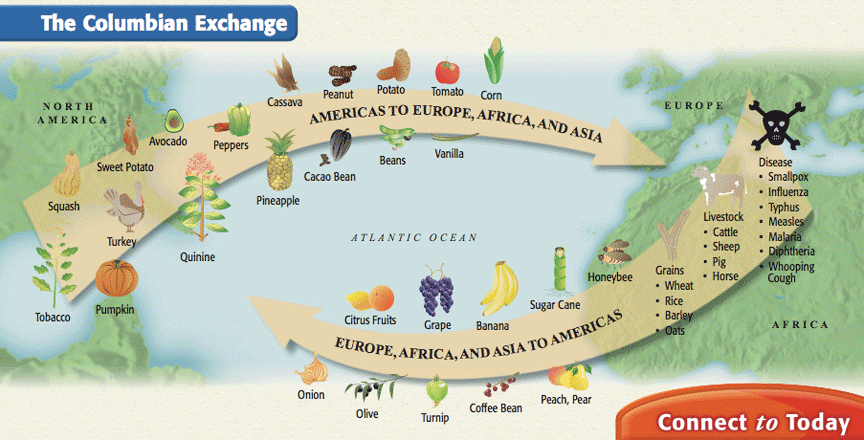 The Columbian Exchange
NORTH
AMERICA
EUROPE
Cassava
Peanut
Potato
Tomato
Corn
AMERICAS TO EUROPE, AFRICA, AND ASIA
Avocado
Peppers
Sweet Potato
Squash
Turkey
Quinine
Pineapple
Cacao Bean
Beans
Vanilla
Tobacco
Pumpkin
ATLANTIC OCEAN
Disease
• Smallpox
• Influenza
• Typhus
• Measles
• Malaria
• Diphtheria
• Whooping
Cough
Livestock
• Cattle
• Sheep
• Pig
• Horse
Grains
• Wheat
• Rice
• Barley
• Oats
Honeybee
Sugar Cane
Banana
Grape
Citrus Fruits
AFRICA
EUROPE, AFRICA, AND ASIA TO AMERICAS
Onion
Olive
Turnip
Coffee Bean
Peach, Pear
Connect to Today